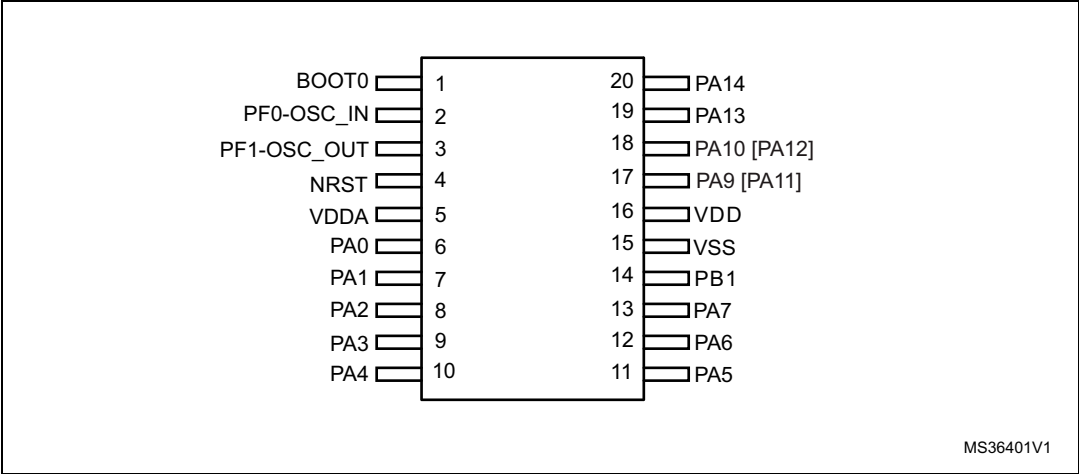 BOOT0 1 20 PA14
PF0-OSC_IN 2 19 PA13
PF1-OSC_OUT 3 18 PA10 [PA12]
NRST 4 17 PA9 [PA11]
VDDA 5 16 VDD
PA0 6 15 VSS
PA1 7 14 PB1
PA2 8 13 PA7
PA3 9 12 PA6
PA4 10 11 PA5
MS36401V1